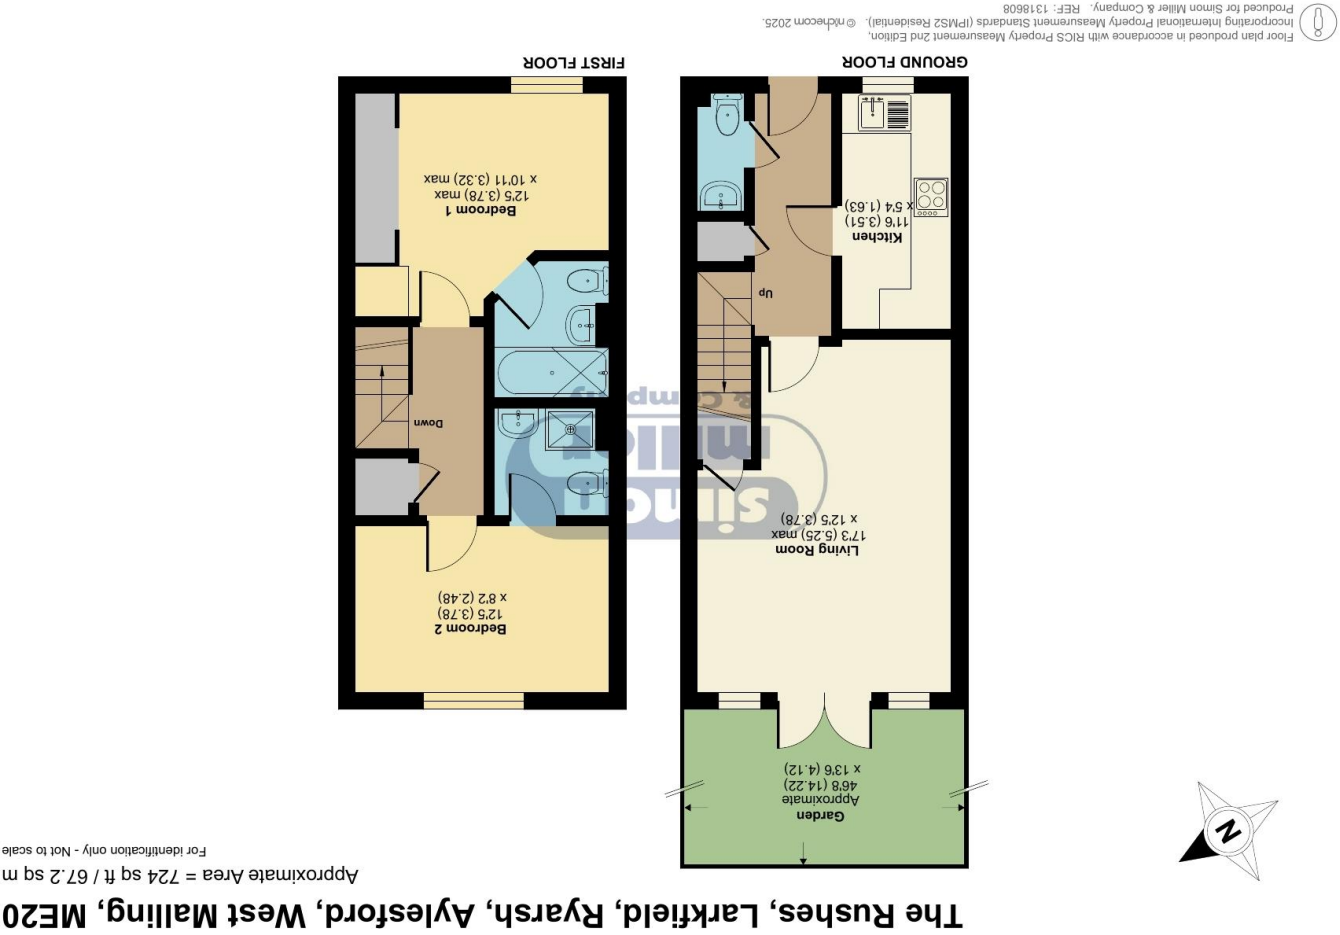 The Rushes, Larkfield, Ryarsh, Aylesford, West Malling, ME20
Approximate Area = 724 sq ft / 67.2 sq m
For identification only - Not to scale
N
Garden
Approximate
46'8 (14.22)
x 13'6 (4.12)
Living Room
17'3 (5.25) max
x 12'5 (3.78)
Up
Kitchen
11'6 (3.51)
x 5'4 (1.63)
GROUND FLOOR
Bedroom 2
12'5 (3.78)
x 8'2 (2.48)
Down
Bedroom 1
12'5 (3.78) max
x 10'11 (3.32) max
FIRST FLOOR
simon
miller
& Company
Floor plan produced in accordance with RICS Property Measurement 2nd Edition,
Incorporating International Property Measurement Standards (IPMS2 Residential). © nichecom 2025.
Produced for Simon Miller & Company. REF: 1318608